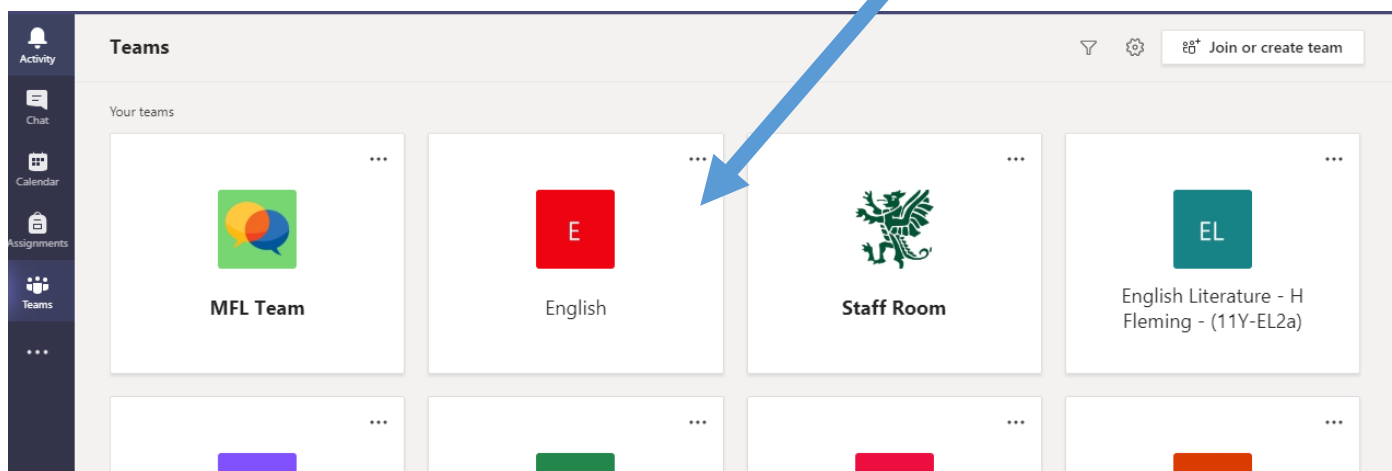 Activity
Teams
Join or create team
Chat
Your teams
Calendar
Assignments
Teams
E
EL
MFL Team
English
Staff Room
English Literature - H
Fleming - (11Y-EL2a)